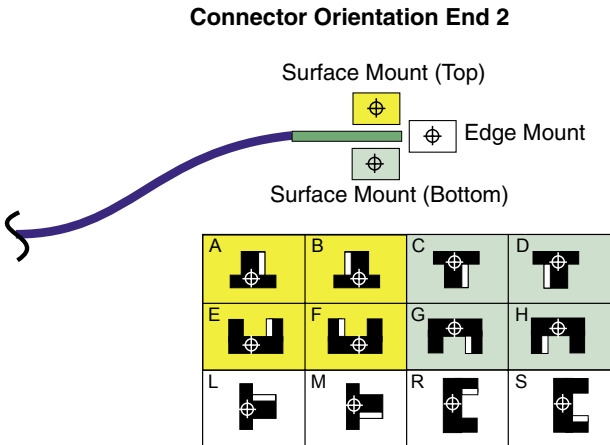 Connector Orientation End 2
Surface Mount (Top)
Edge Mount
Surface Mount (Bottom)
A B C D
E F G H
L M R S